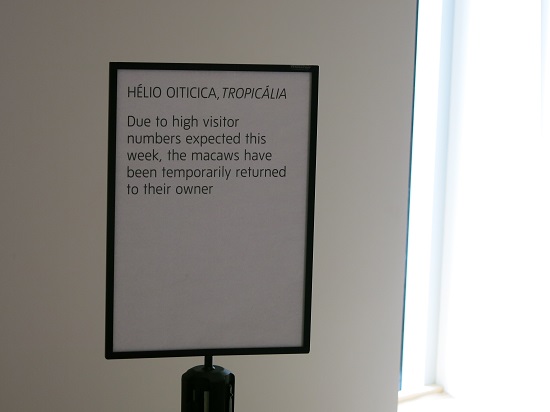 HÉLIO OITICICA, TROPICÁLIA
Due to high visitor
numbers expected this
week, the macaws have
been temporarily returned
to their owner